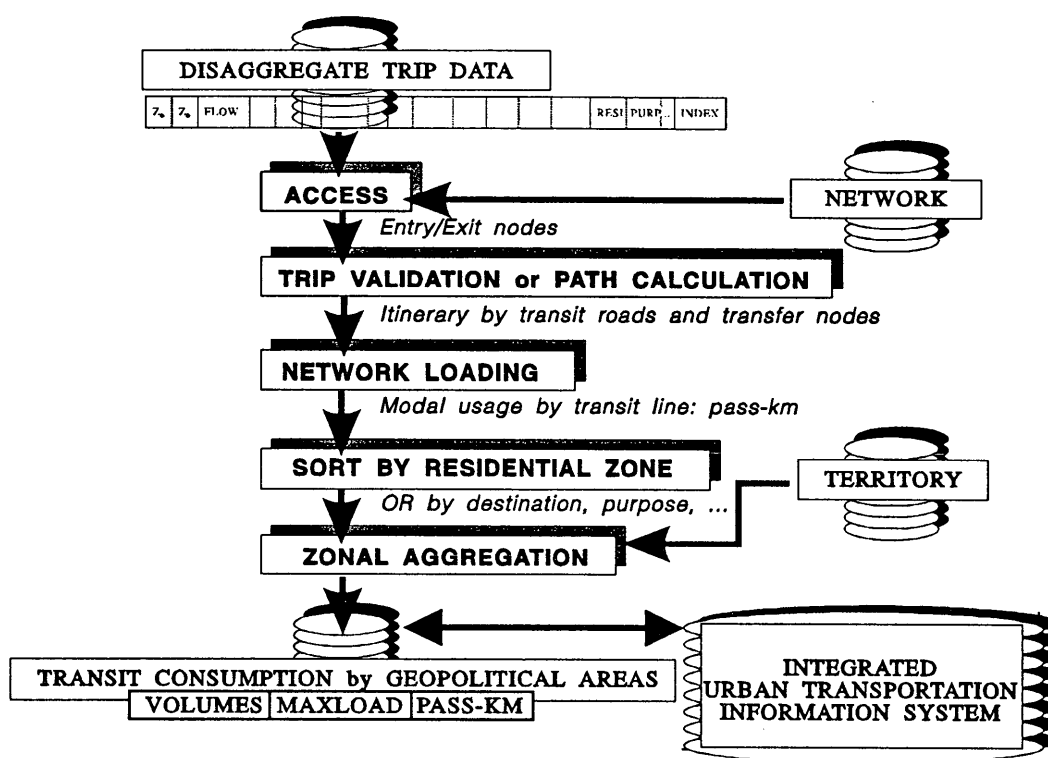 DISAGGREGATE TRIP DATA
FLOW PURP... INDEX
ACCESS
NETWORK
Entry/Exit nodes
TRIP VALIDATION or PATH CALCULATION
Itinerary by transit roads and transfer nodes
NETWORK LOADING
Modal usage by transit line: pass-km
SORT BY RESIDENTIAL ZONE
TERRITORY
OR by destination, purpose, ...
ZONAL AGGREGATION
TRANSIT CONSUMPTION by GEOPOLITICAL AREAS
VOLUMES MAXLOAD PASS-KM
INTEGRATED
URBAN TRANSPORTATION
INFORMATION SYSTEM